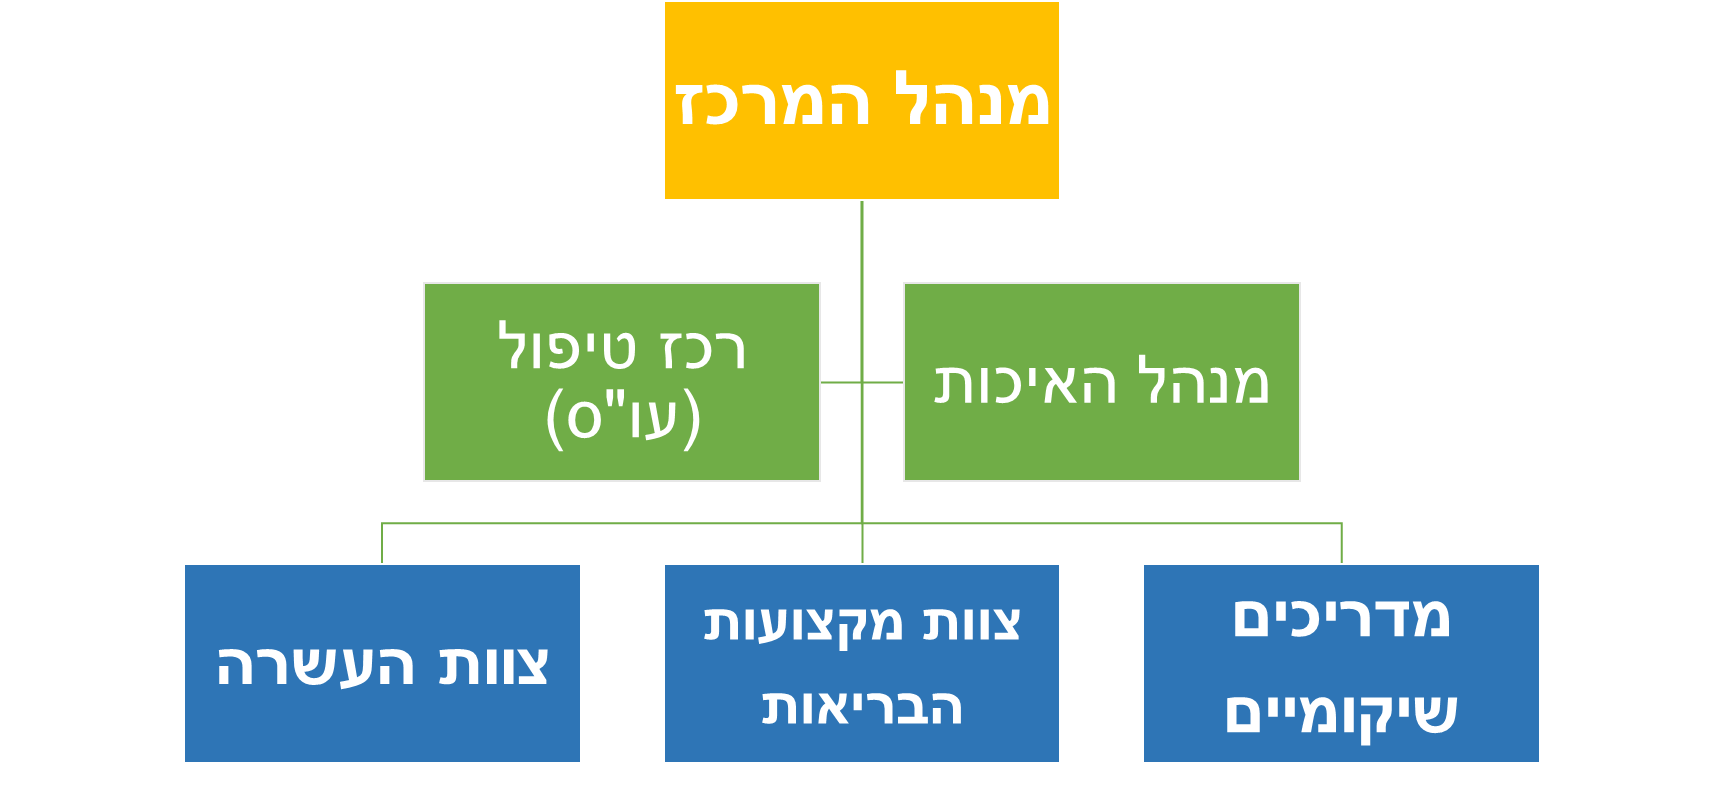 מנהל המרכז
מנהל האיכות
רכז טיפול
(עו"ס)
מדריכים
שיקומיים
צוות מקצועות
הבריאות
צוות העשרה